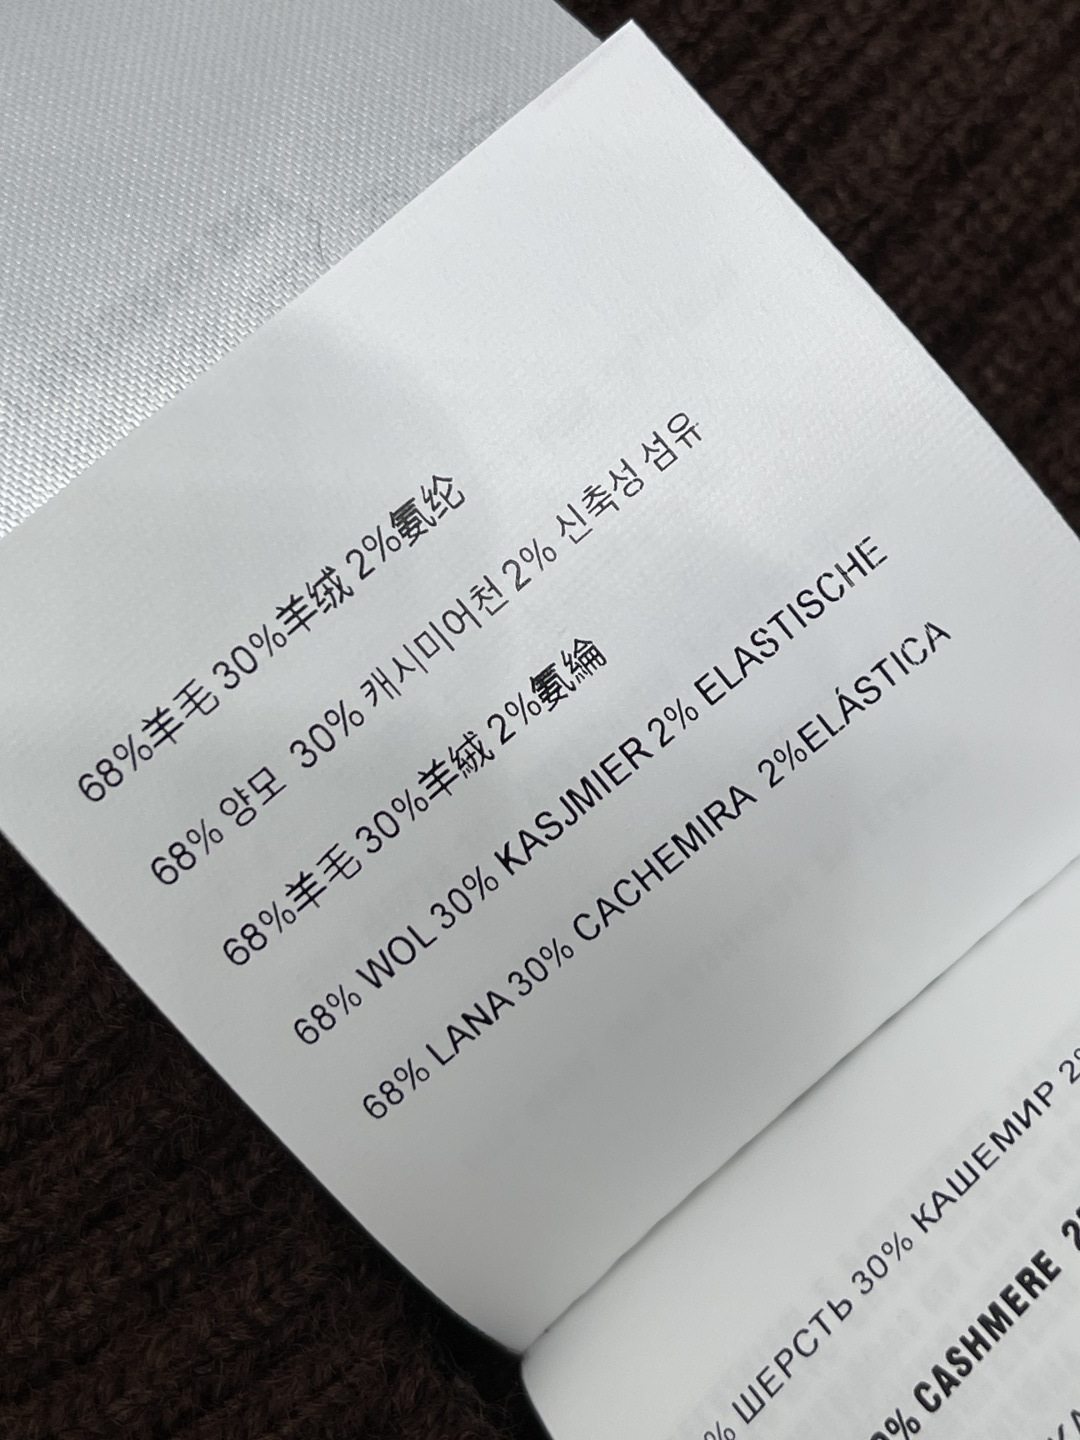 68%羊毛 30%羊绒 2%氨纶
68% 양모 30% 캐시미어천 2% 신축성 섬유
68%羊毛 30%羊絨 2%氨綸
68% WOL 30% KASJMIER 2% ELASTISCHE
68% LANA 30% CACHEMIRA 2%ELÁSTICA
% ШЕРСТЬ 30% КАШЕМИР
% CASHMERE